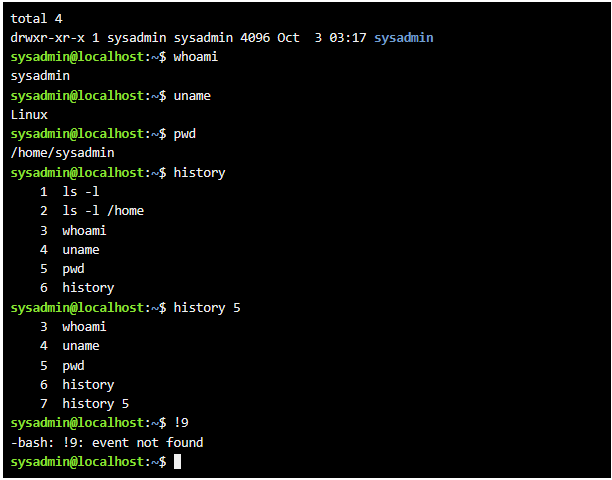 total 4
drwxr-xr-x 1 sysadmin sysadmin 4096 Oct  3 03:17 sysadmin
sysadmin@localhost:~$ whoami
sysadmin
sysadmin@localhost:~$ uname
Linux
sysadmin@localhost:~$ pwd
/home/sysadmin
sysadmin@localhost:~$ history
    1  ls -l
    2  ls -l /home
    3  whoami
    4  uname
    5  pwd
    6  history
sysadmin@localhost:~$ history 5
    3  whoami
    4  uname
    5  pwd
    6  history
    7  history 5
sysadmin@localhost:~$ !9
-bash: !9: event not found
sysadmin@localhost:~$